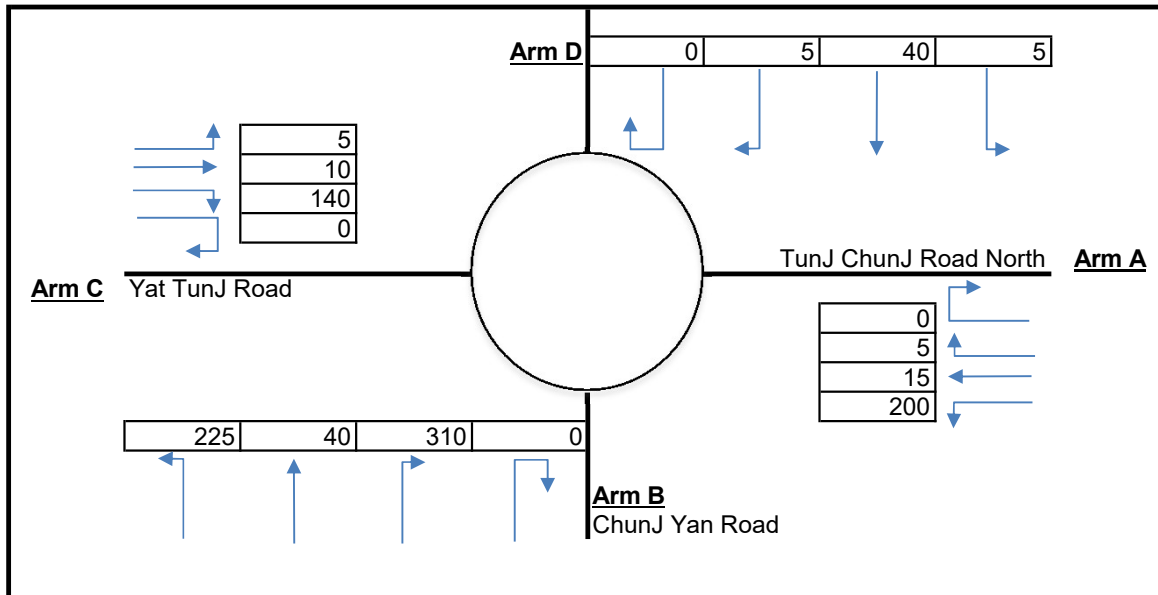 Arm D
0 5 40 5
5
10
140
0
TunJ ChunJ Road North Arm A
Arm C Yat TunJ Road
0
5
15
200
225 40 310 0
Arm B
ChunJ Yan Road